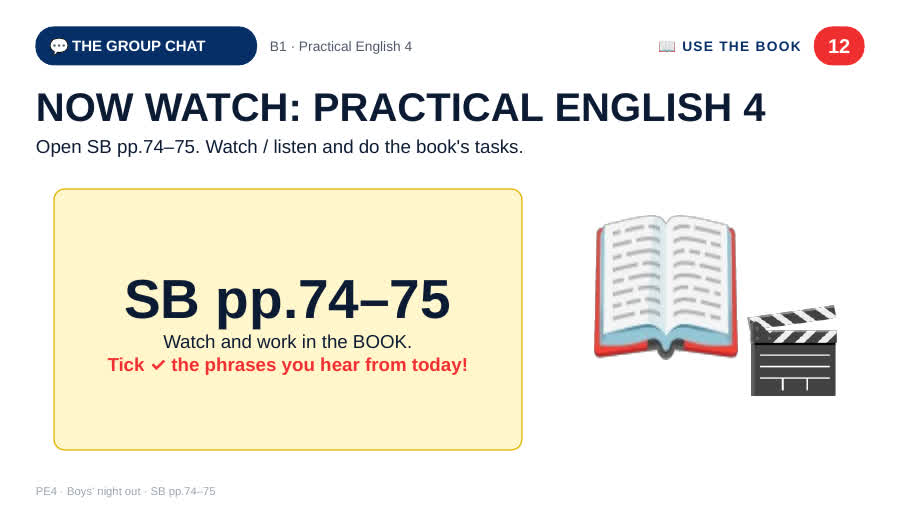 💬 THE GROUP CHAT
B1 · Practical English 4
📖 USE THE BOOK
12
NOW WATCH: PRACTICAL ENGLISH 4
Open SB pp.74–75. Watch / listen and do the book's tasks.
SB pp.74–75
Watch and work in the BOOK.
Tick ✓ the phrases you hear from today!
PE4 · Boys' night out · SB pp.74–75